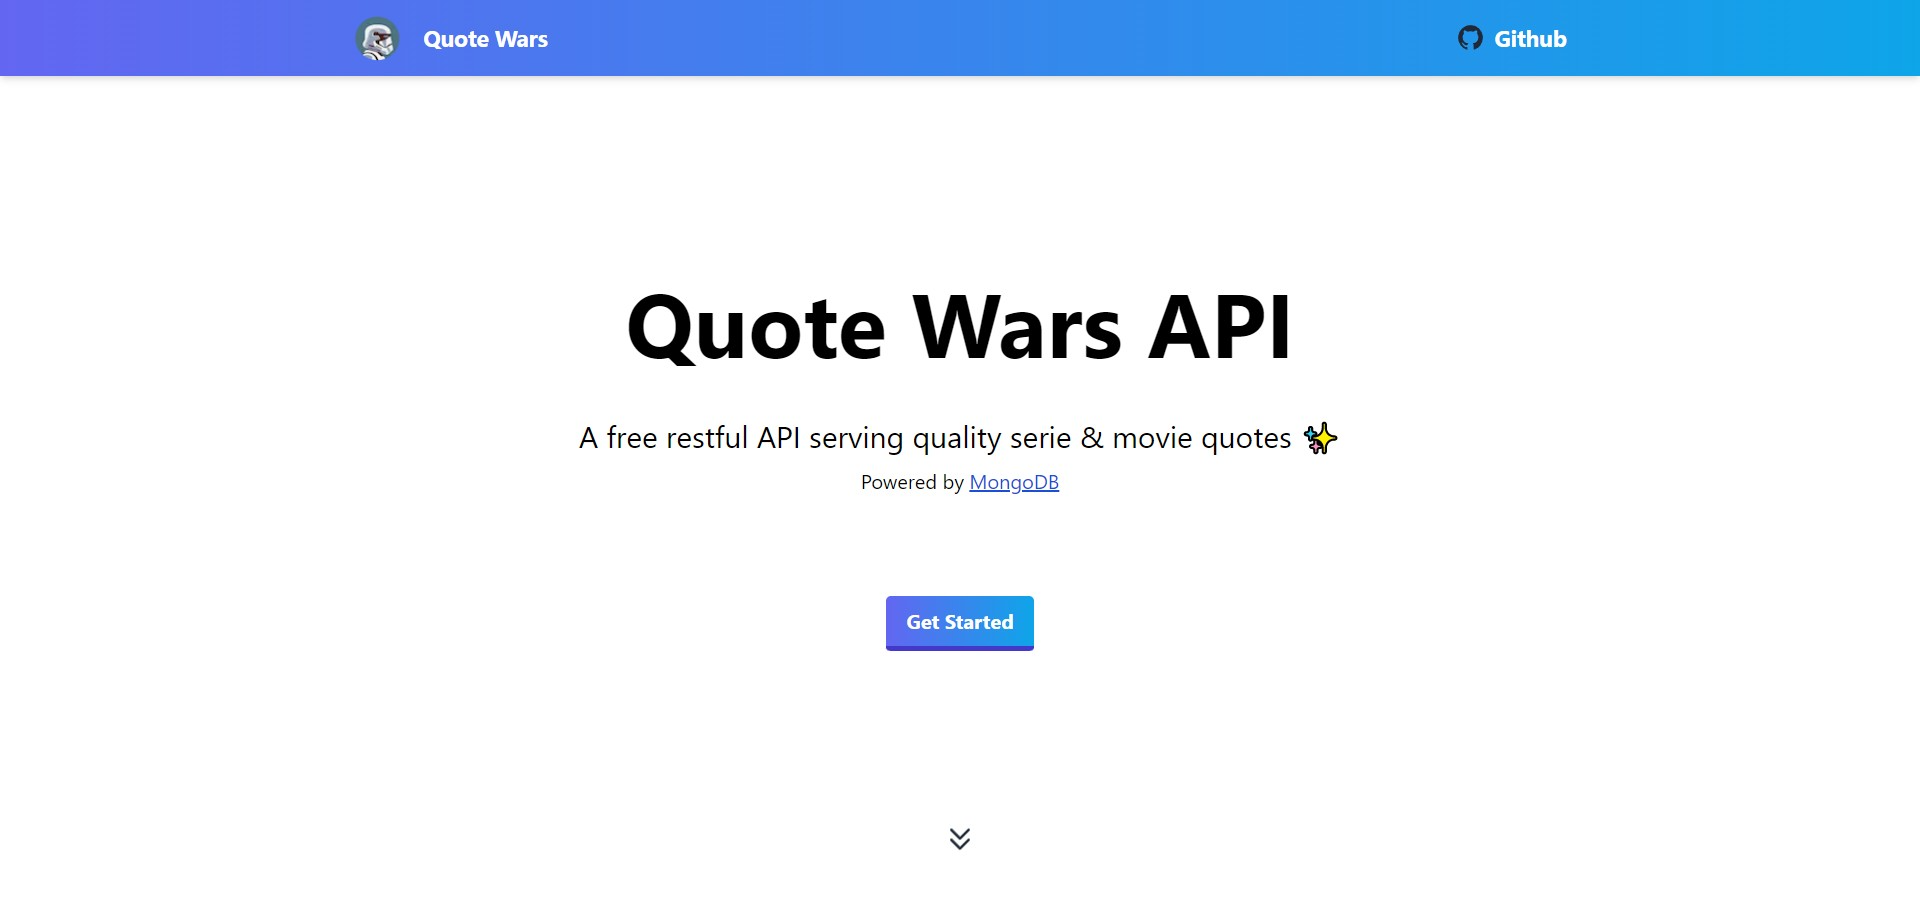 Quote Wars
Github
Quote Wars API
A free restful API serving quality serie & movie quotes ✨
Powered by MongoDB
Get Started